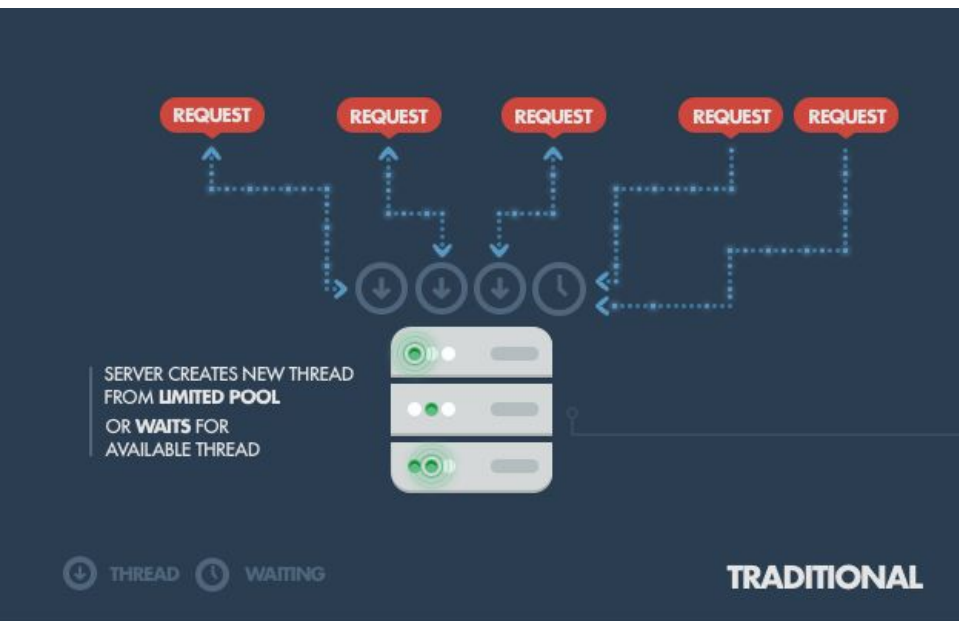 REQUEST REQUEST REQUEST REQUEST REQUEST
SERVER CREATES NEW THREAD
FROM LIMITED POOL
OR WAITS FOR
AVAILABLE THREAD
THREAD WAITING
TRADITIONAL